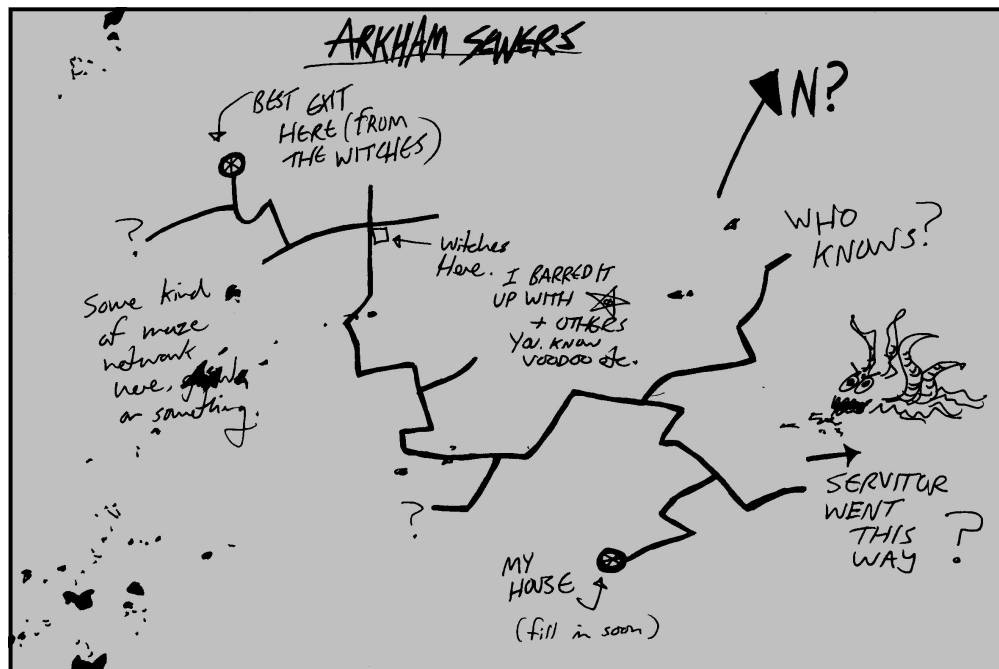 ARKHAM SEWERS
BEST EXIT
HERE (FROM
THE WITCHES)
N?
?
WHO
KNOWS?
witches
Here.
I BARRED IT
UP WITH
+ OTHERS
YOU KNOW
VOODOO etc.
Some kind
of maze
network
here,
or something.
?
SERVITOR
WENT
THIS
WAY
?
MY
HOUSE
(fill in soon)